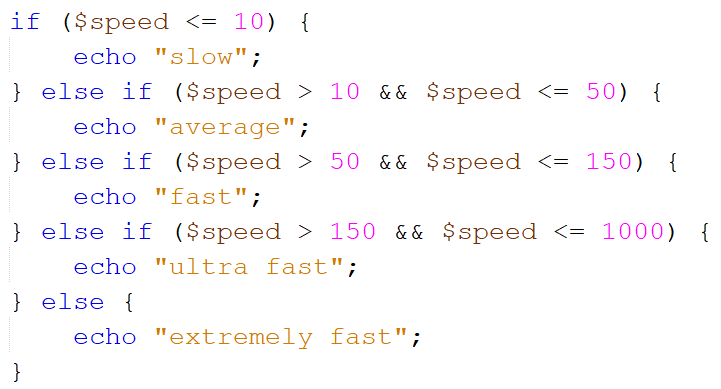 if ($speed <= 10) {
    echo "slow";
} else if ($speed > 10 && $speed <= 50) {
    echo "average";
} else if ($speed > 50 && $speed <= 150) {
    echo "fast";
} else if ($speed > 150 && $speed <= 1000) {
    echo "ultra fast";
} else {
    echo "extremely fast";
}